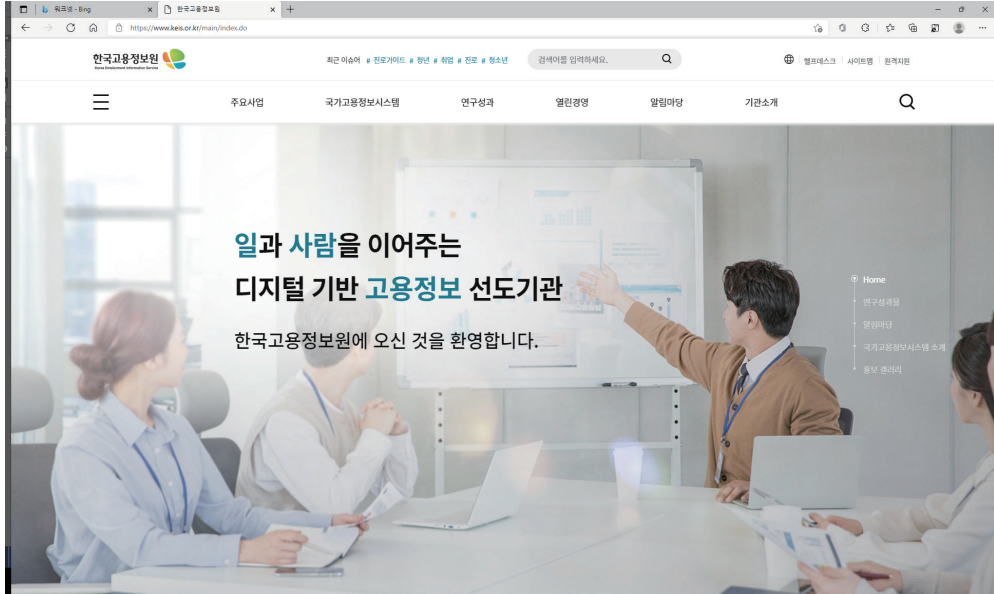 워크넷 - Bing
한국고용정보원
https://www.keis.or.kr/main/index.do
한국고용정보원
Korea Employment Information Service
최근 이슈어 # 진로가이드 # 청년 # 취업 # 진로 # 청소년
검색어를 입력하세요.
헬프데스크 사이트맵 원격지원
주요사업 국가고용정보시스템 연구성과 열린경영 알림마당 기관소개
일과 사람을 이어주는
디지털 기반 고용정보 선도기관
한국고용정보원에 오신 것을 환영합니다.
Home
연구성과물
알림마당
국가고용정보시스템 소개
홍보 갤러리